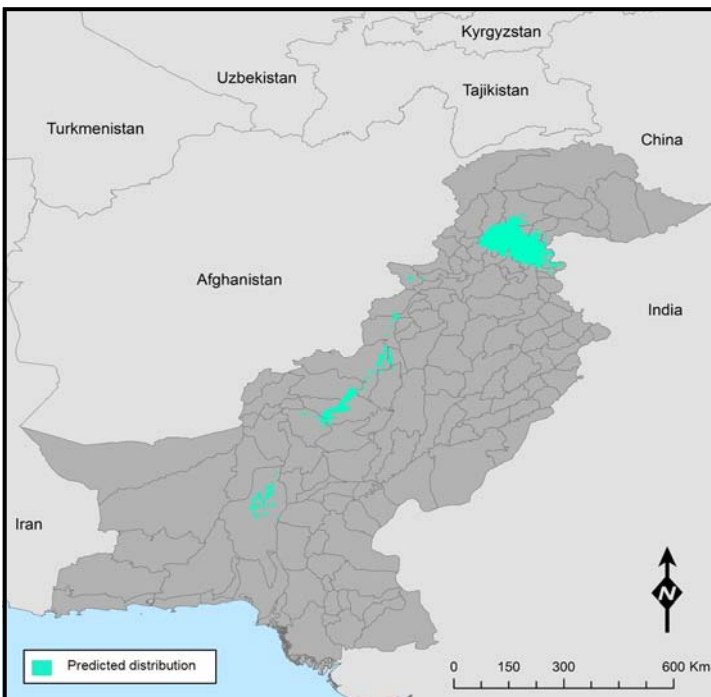 Kyrgyzstan
Uzbekistan
Tajikistan
Turkmenistan
China
Afghanistan
India
Iran
N
Predicted distribution
0 150 300 600 Km